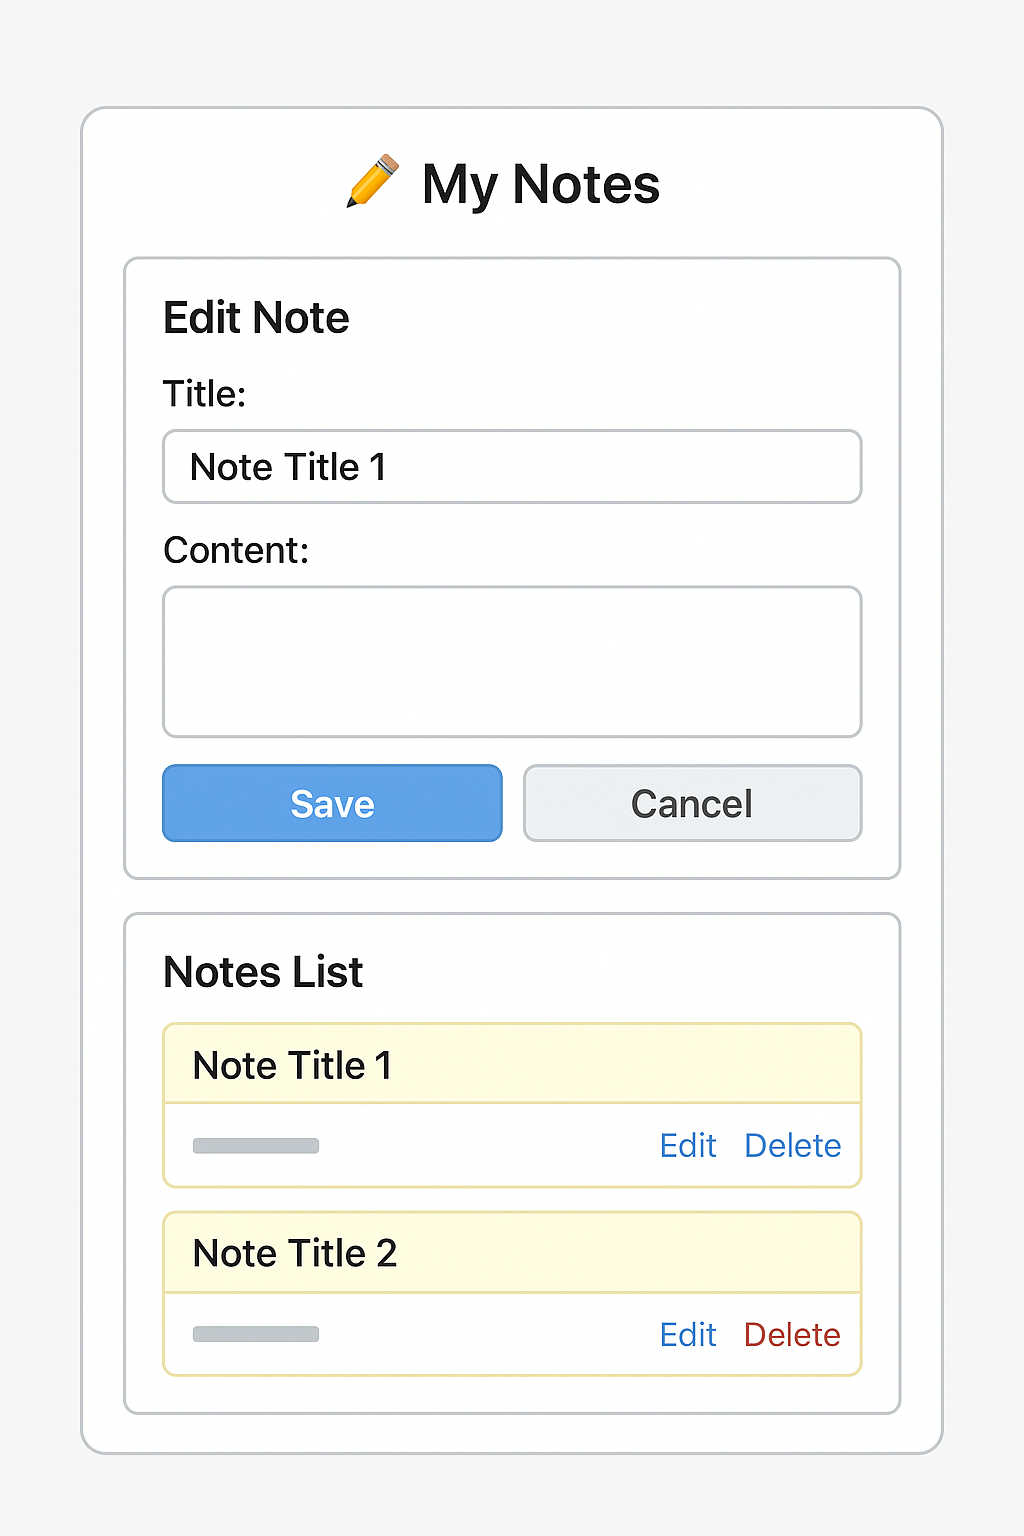 My Notes
Edit Note
Title:
Note Title 1
Content:
Save Cancel
Notes List
Note Title 1
Edit Delete
Note Title 2
Edit Delete